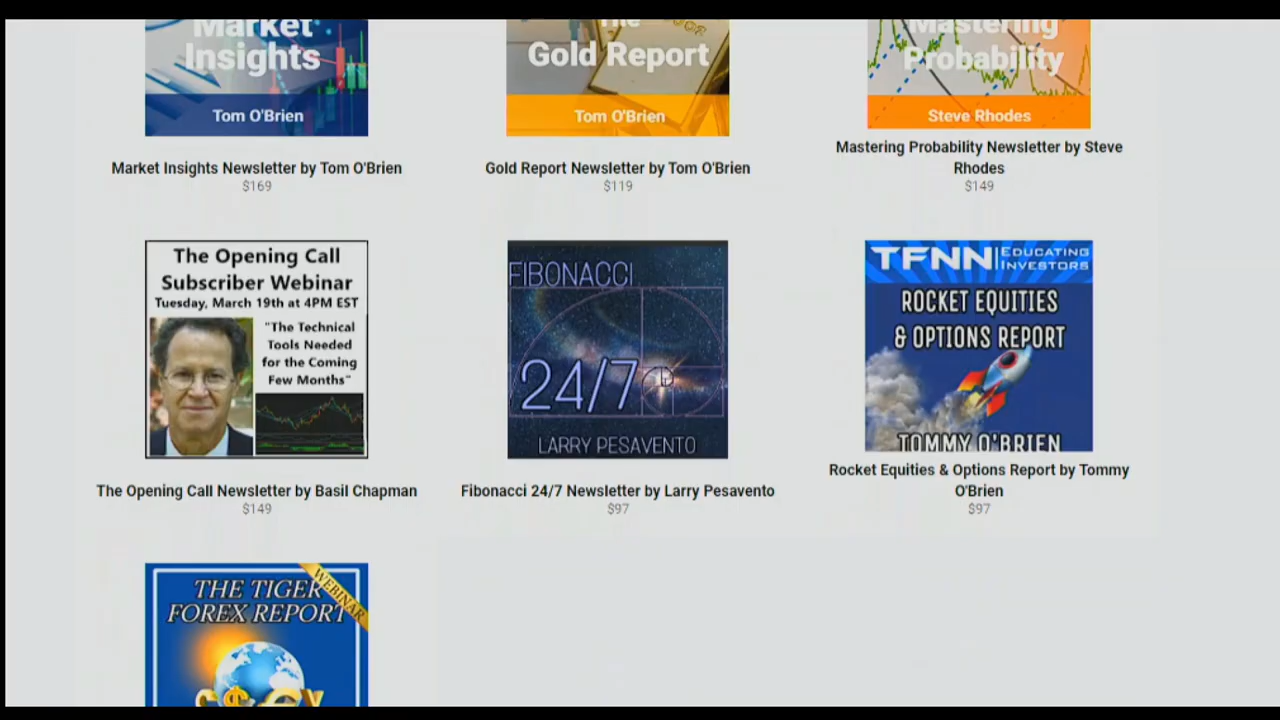 Market
Insights
Tom O'Brien
Market Insights Newsletter by Tom O'Brien
$169
The
Gold Report
Tom O'Brien
Gold Report Newsletter by Tom O'Brien
$119
Mastering
Probability
Steve Rhodes
Mastering Probability Newsletter by Steve
Rhodes
$149
The Opening Call
Subscriber Webinar
Tuesday, March 19th at 4PM EST
"The Technical
Tools Needed
for the Coming
Few Months"
The Opening Call Newsletter by Basil Chapman
$149
FIBONACCI
24/7
LARRY PESAVENTO
Fibonacci 24/7 Newsletter by Larry Pesavento
$97
TFNN EDUCATING
INVESTORS
ROCKET EQUITIES
& OPTIONS REPORT
TOMMY O'BRIEN
Rocket Equities & Options Report by Tommy
O'Brien
$97
WEBINAR
THE TIGER
FOREX REPORT